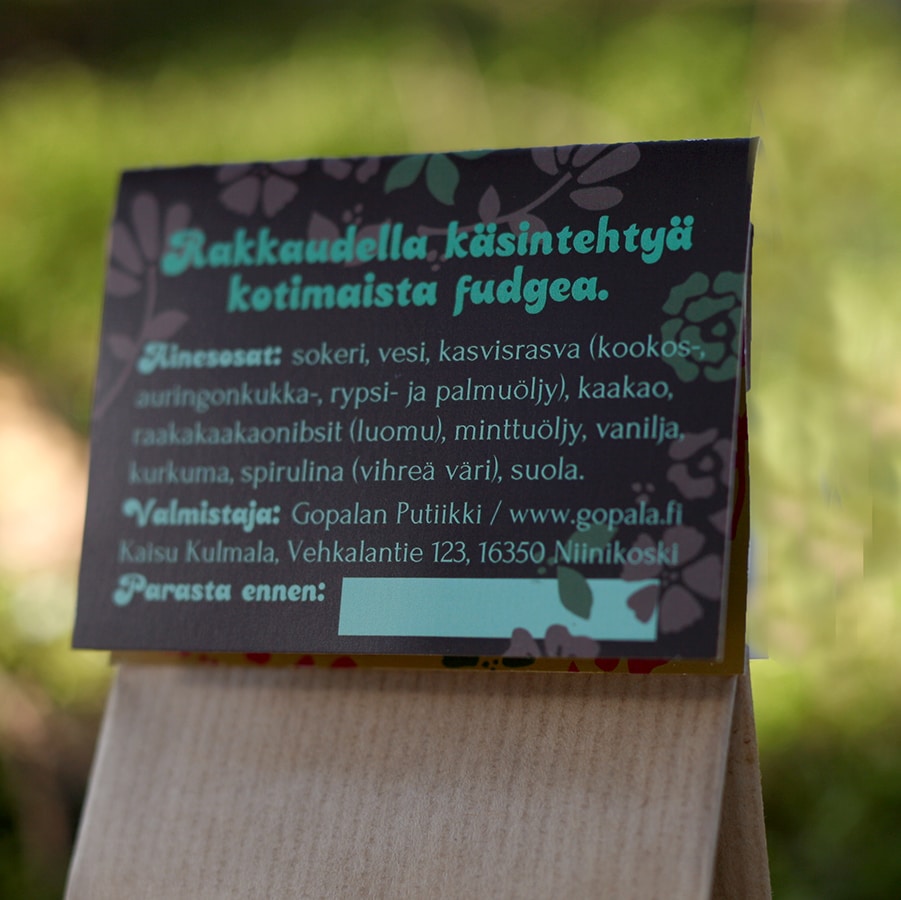 Rakkaudella käsintehtyä
kotimaista fudgea.
Ainesosat: sokeri, vesi, kasvisrasva (kookos-,
auringonkukka-, rypsi- ja palmuöljy), kaakao,
raakakaakaonibsit (luomu), minttuöljy, vanilja,
kurkuma, spirulina (vihreä väri), suola.
Valmistaja: Gopalan Putiikki / www.gopala.fi
Kaisu Kulmala, Vehkalantie 123, 16350 Niinikoski
Parasta ennen: